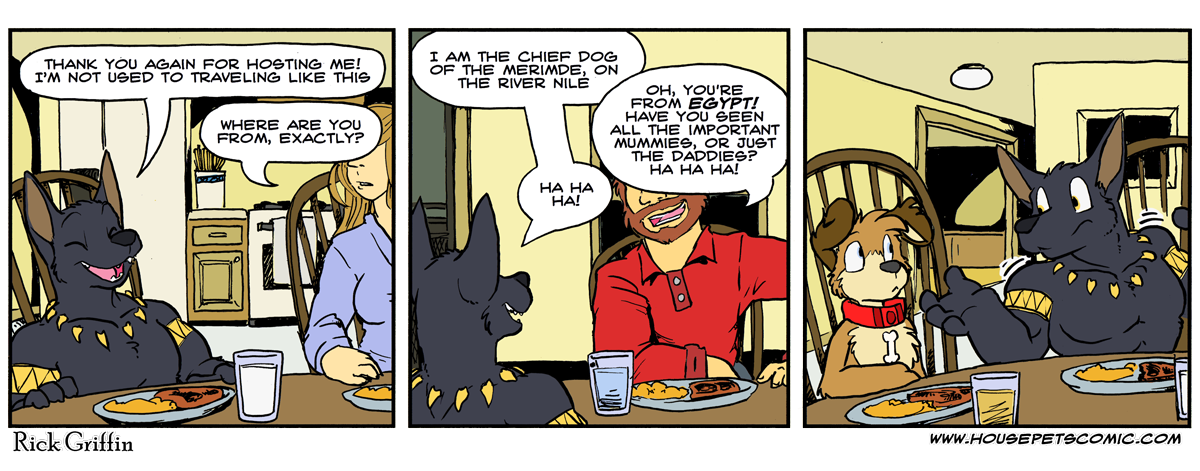 THANK YOU AGAIN FOR HOSTING ME!
I'M NOT USED TO TRAVELING LIKE THIS
WHERE ARE YOU
FROM, EXACTLY?
I AM THE CHIEF DOG
OF THE MERIMDE, ON
THE RIVER NILE
HA HA
HA!
OH, YOU'RE
FROM EGYPT!
HAVE YOU SEEN
ALL THE IMPORTANT
MUMMIES, OR JUST
THE DADDIES?
HA HA HA!
Rick Griffin
WWW.HOUSEPETSCOMIC.COM